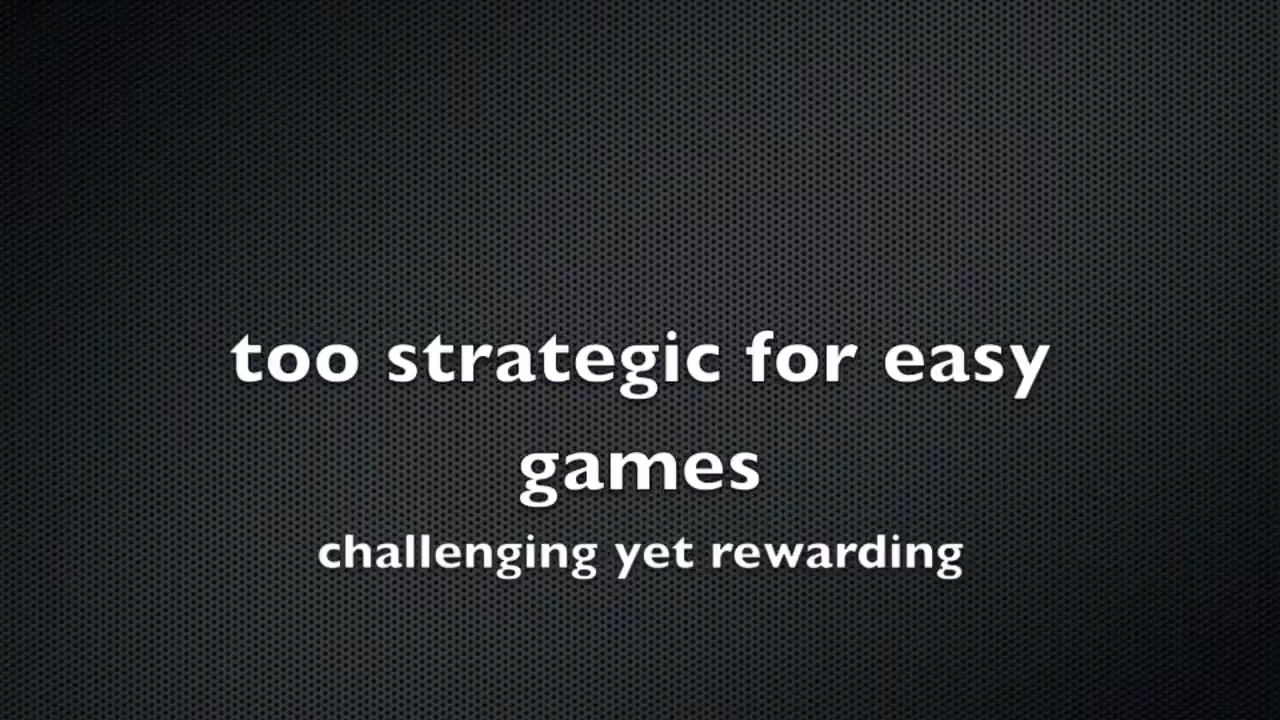 too strategic for easy
games
challenging yet rewarding